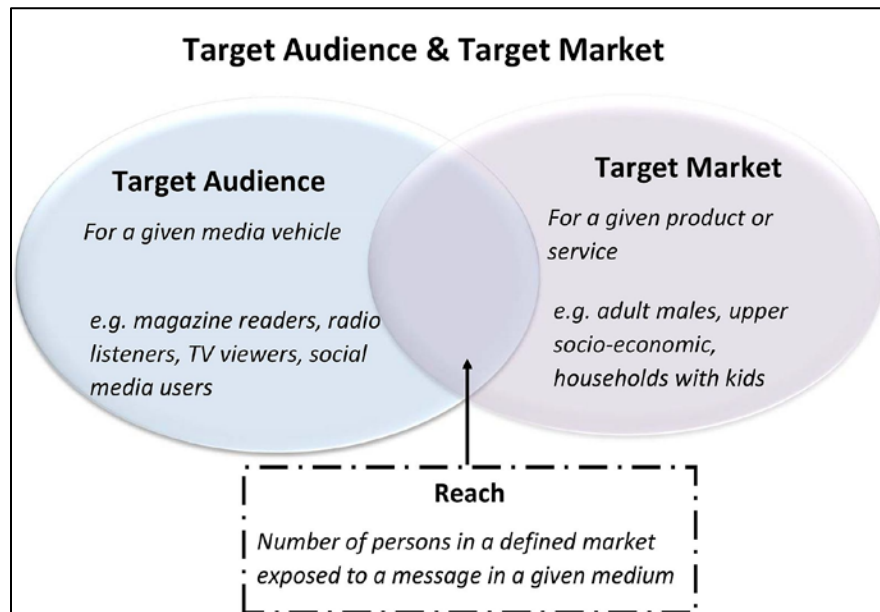 Target Audience & Target Market
Target Audience
For a given media vehicle
e.g. magazine readers, radio
listeners, TV viewers, social
media users
Target Market
For a given product or
service
e.g. adult males, upper
socio-economic,
households with kids
Reach
Number of persons in a defined market
exposed to a message in a given medium